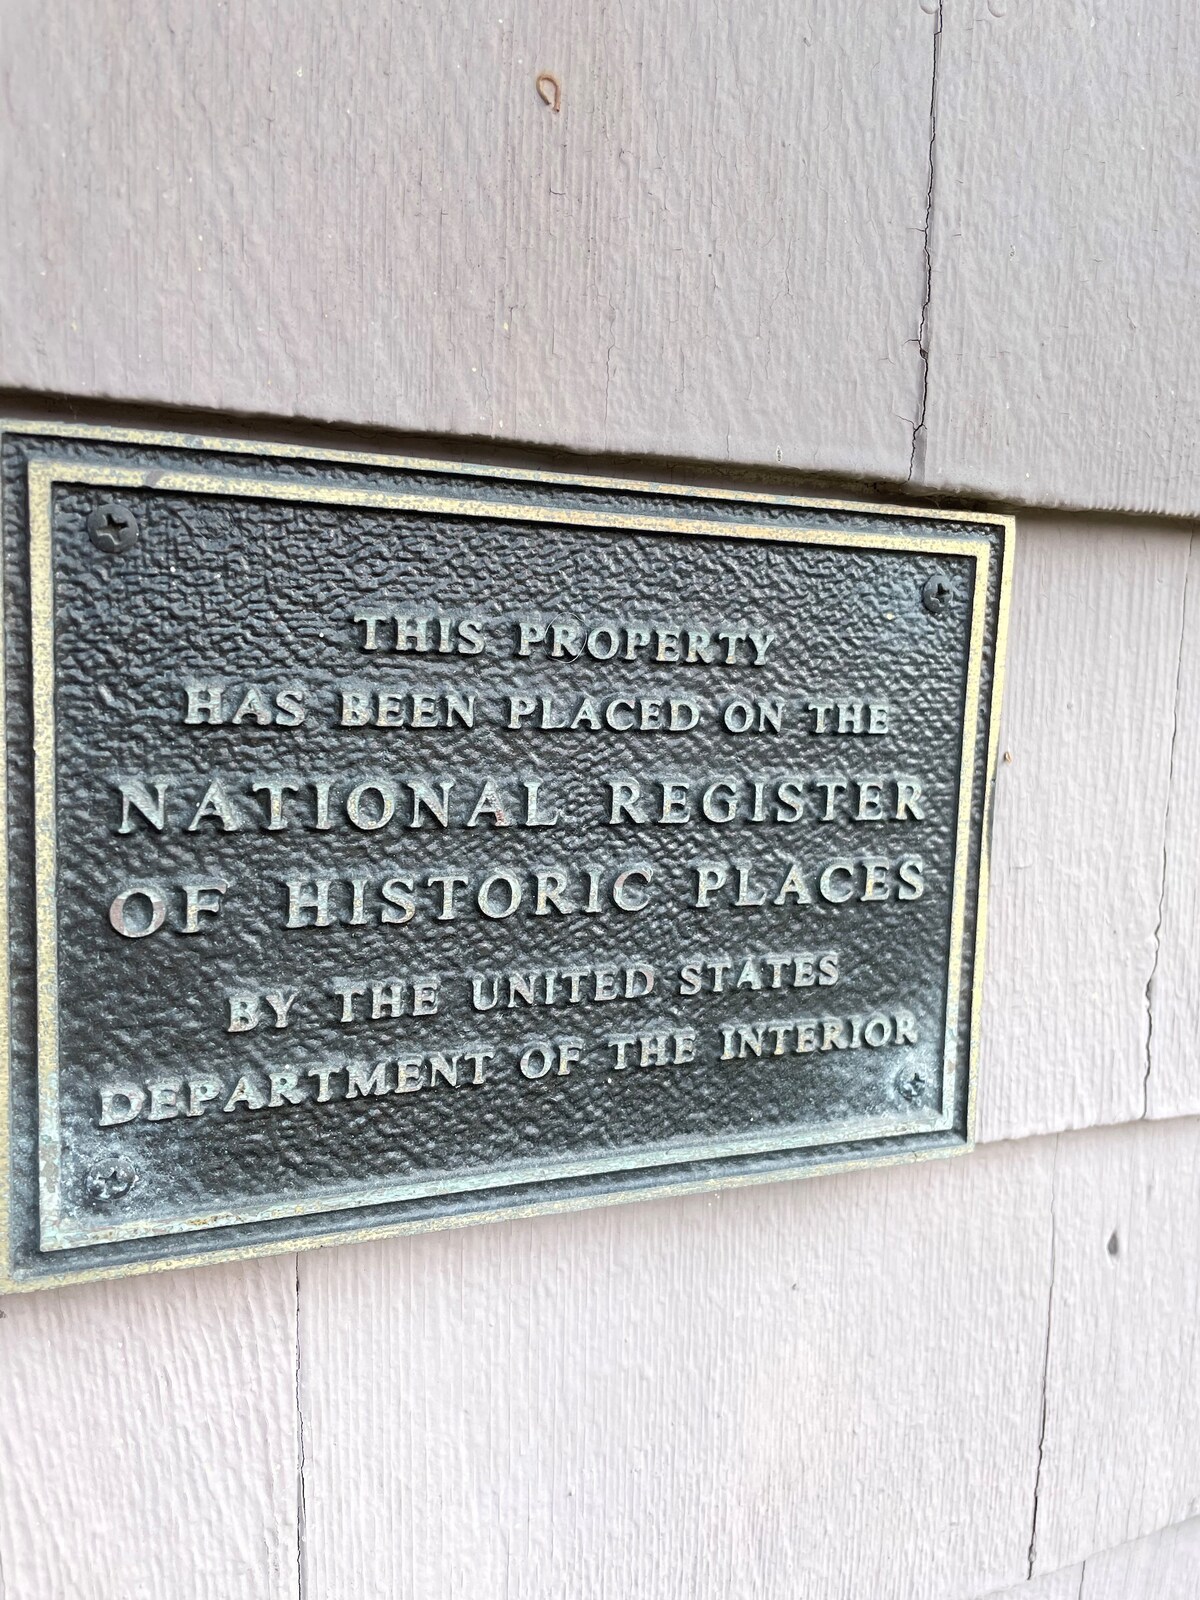 THIS PROPERTY
HAS BEEN PLACED ON THE
NATIONAL REGISTER
OF HISTORIC PLACES
BY THE UNITED STATES
DEPARTMENT OF THE INTERIOR